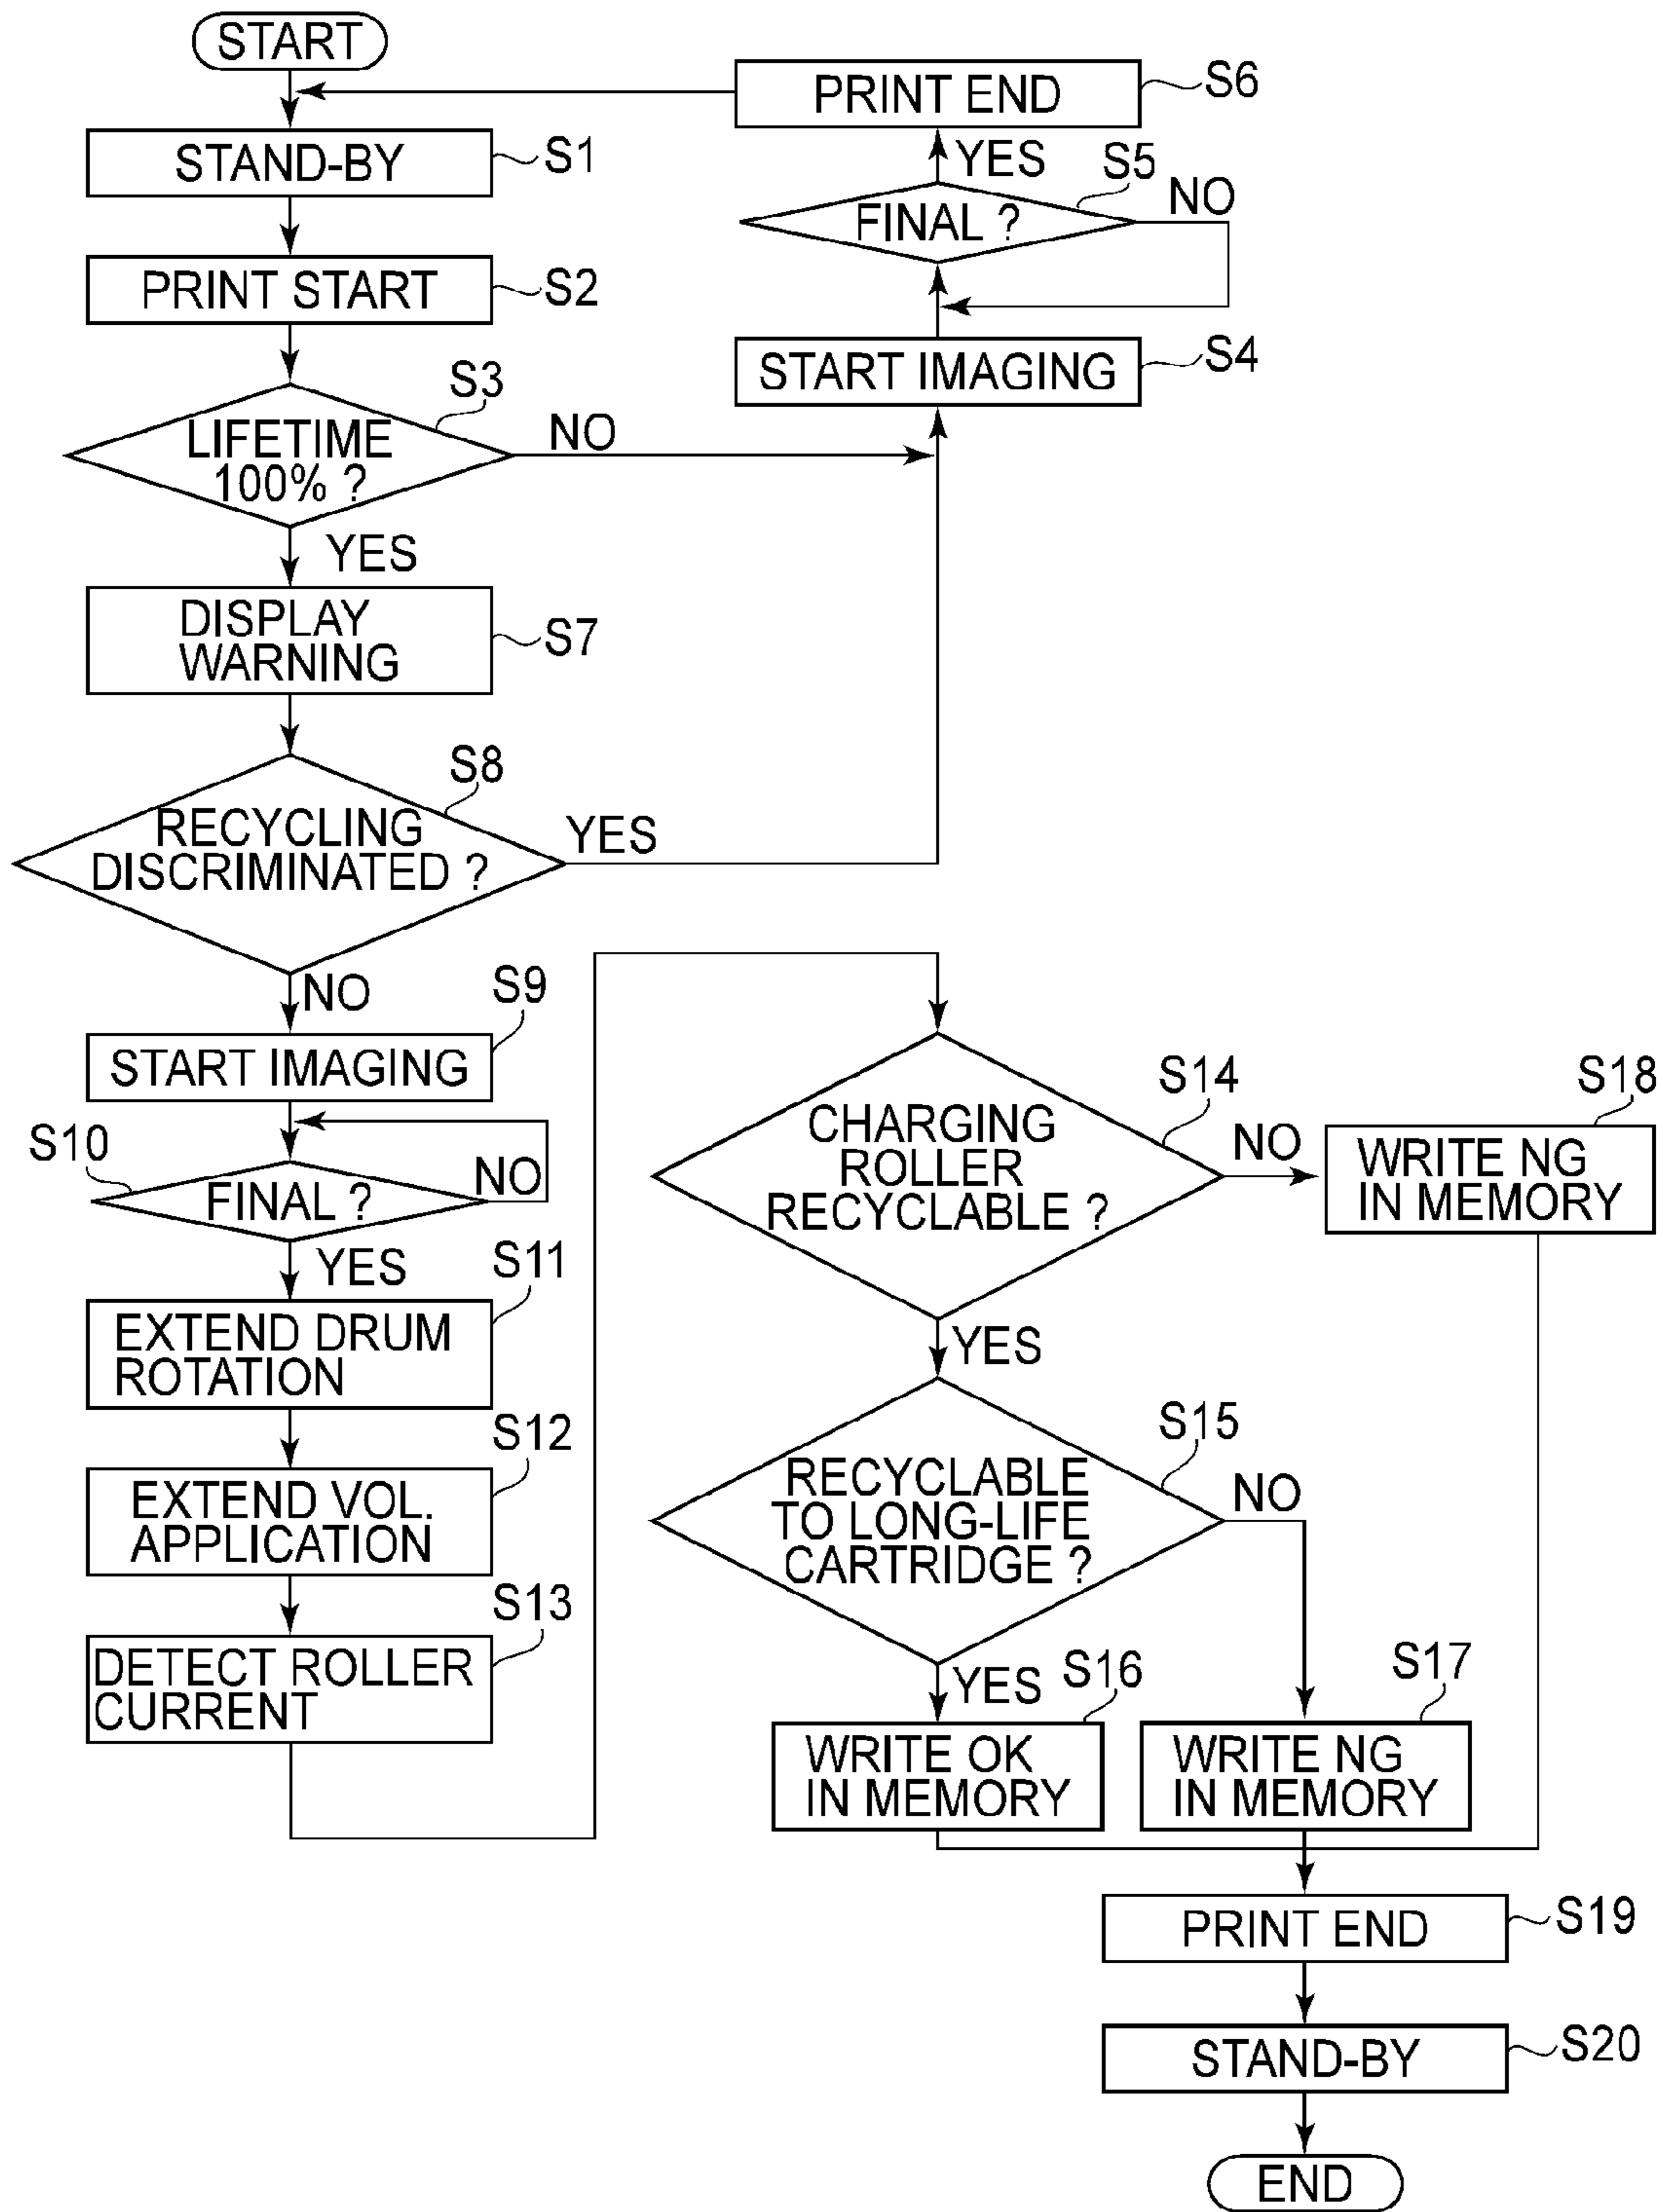 START
STAND-BY
S1
PRINT START
S2
S3
LIFETIME
100% ?
NO
YES
DISPLAY
WARNING
S7
S8
RECYCLING
DISCRIMINATED ?
YES
NO
S9
START IMAGING
S10
FINAL ?
NO
YES
S11
EXTEND DRUM
ROTATION
S12
EXTEND VOL.
APPLICATION
S13
DETECT ROLLER
CURRENT
PRINT END
S6
YES
S5
NO
FINAL ?
START IMAGING
S4
S14
CHARGING
ROLLER
RECYCLABLE ?
NO
S18
WRITE NG
IN MEMORY
YES
S15
RECYCLABLE
TO LONG-LIFE
CARTRIDGE ?
NO
YES
S16
WRITE OK
IN MEMORY
S17
WRITE NG
IN MEMORY
PRINT END
S19
STAND-BY
S20
END